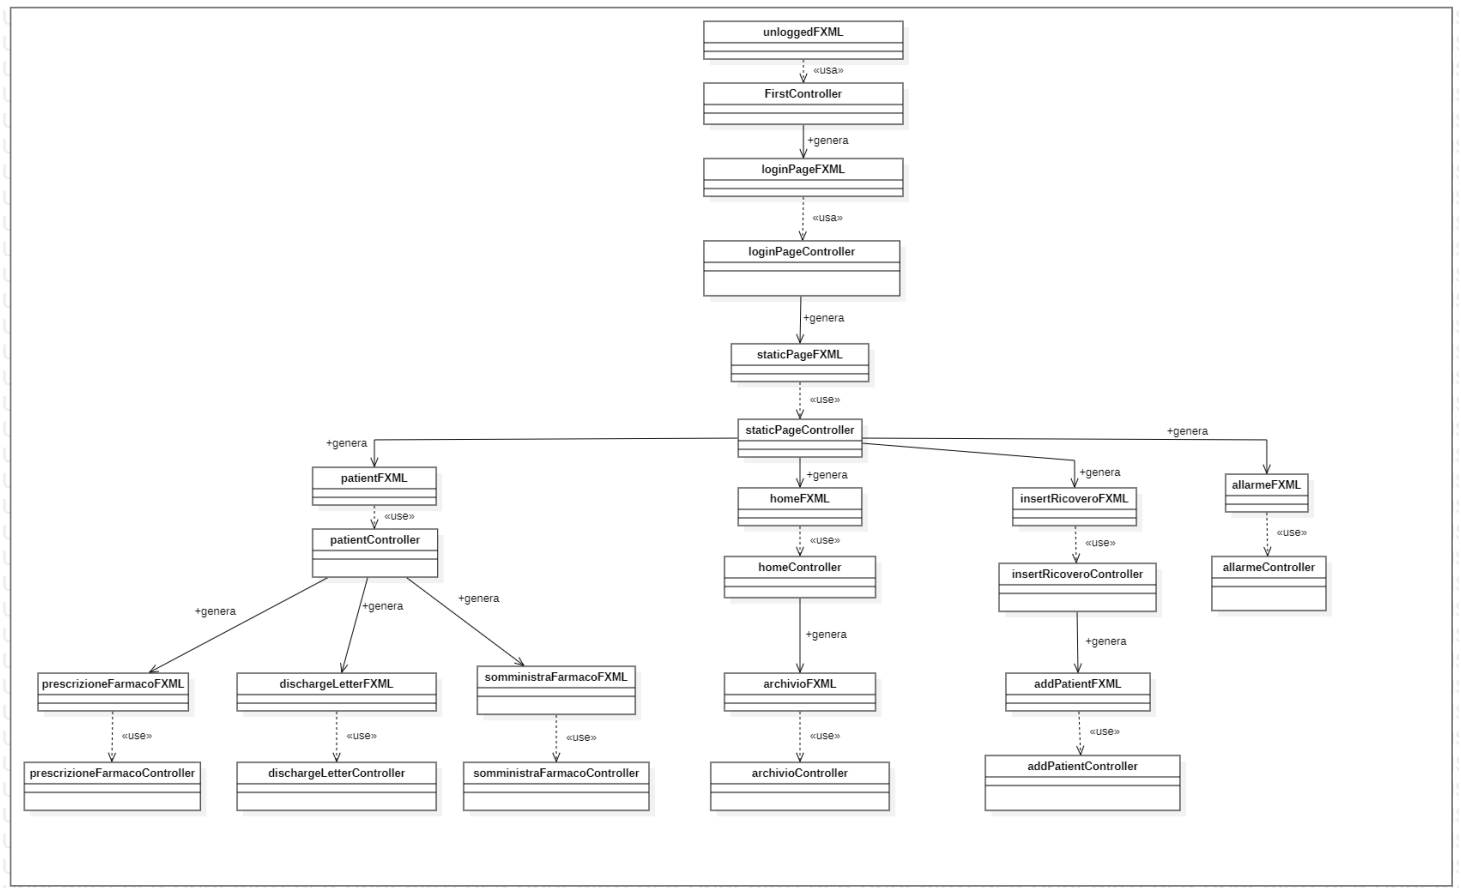 unloggedFXML
«usa»
FirstController
+genera
loginPageFXML
«usa»
loginPageController
+genera
staticPageFXML
«use»
staticPageController
+genera
+genera
+genera
+genera
patientFXML
homeFXML
insertRicoveroFXML
allarmeFXML
«use»
«use»
«use»
«use»
patientController
homeController
insertRicoveroController
allarmeController
+genera
+genera
+genera
+genera
+genera
prescrizioneFarmacoFXML
dischargeLetterFXML
somministraFarmacoFXML
archivioFXML
addPatientFXML
«use»
«use»
«use»
«use»
«use»
prescrizioneFarmacoController
dischargeLetterController
somministraFarmacoController
archivioController
addPatientController